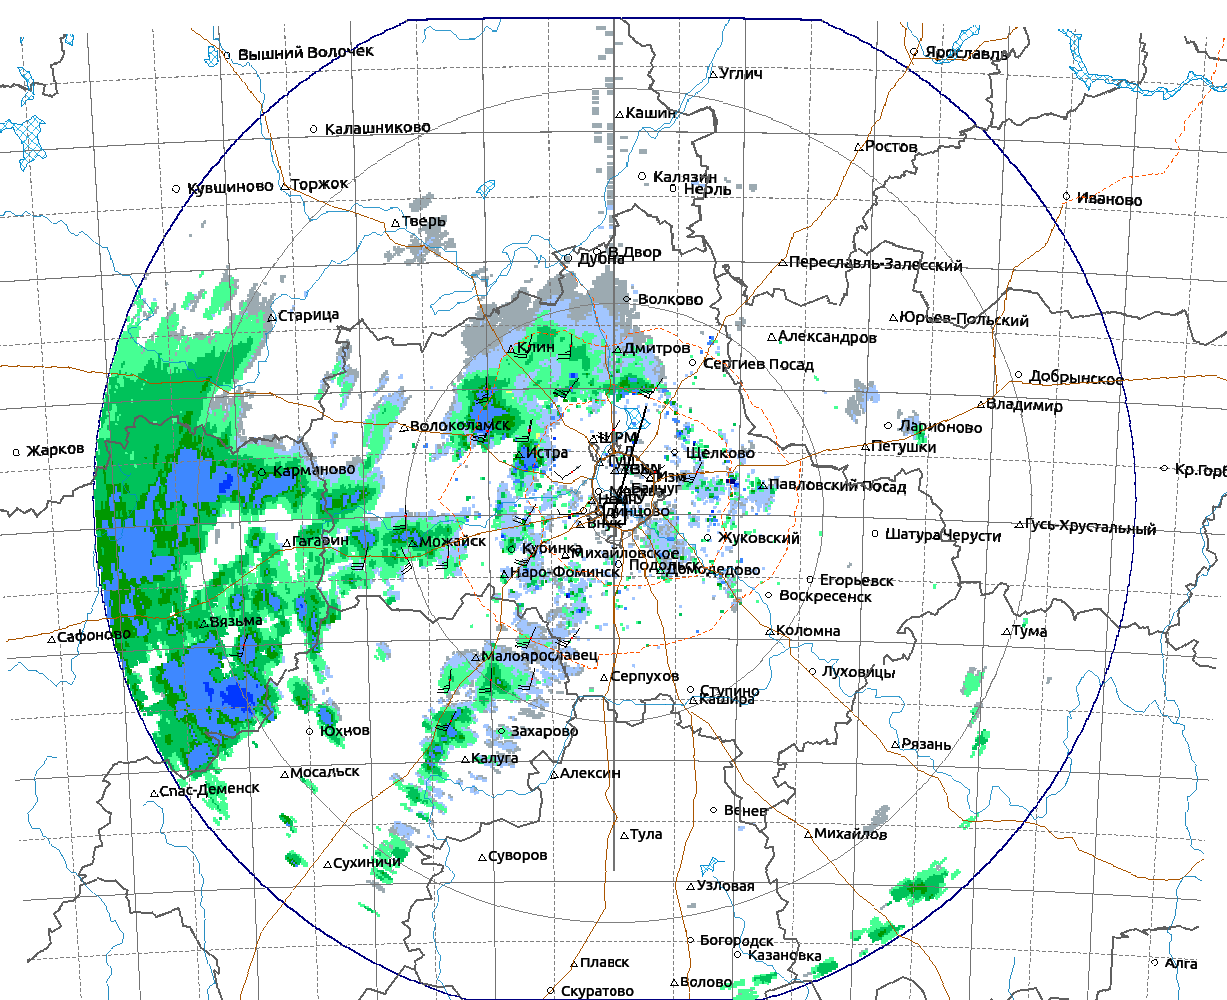 Вышний Волочек
Ярославль
Углич
Кашин
Калашниково
Ростов
Калязин
Нерль
Кувшиново
Торжок
Иваново
Тверь
В.Двор
Дубна
Переславль-Залесский
Волково
Старица
Юрьев-Польский
Александров
Клин
Дмитров
Сергиев Посад
Добрынское
Владимир
Волоколамск
Ларионово
Петушки
Жарков
Истра
Щелково
Карманово
Кр.Горб
Павловский Посад
Одинцово
Внук
Гусь-Хрустальный
Гагарин
Можайск
Кубинка
Михайловское
Жуковский
Шатура
Черусти
Наро-Фоминск
Подольск
Домодедово
Егорьевск
Воскресенск
Вязьма
Сафоново
Коломна
Тума
Малоярославец
Серпухов
Ступино
Кашира
Луховицы
Юхнов
Захарово
Рязань
Калуга
Алексин
Мосальск
Спас-Деменск
Венев
Тула
Михайлов
Суворов
Сухиничи
Узловая
Богородск
Казановка
Плавск
Алга
Волово
Скуратово